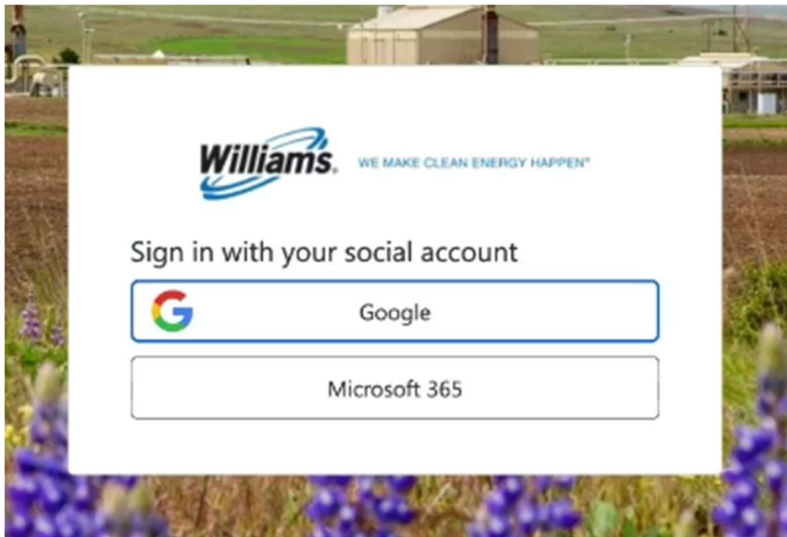 Williams. WE MAKE CLEAN ENERGY HAPPEN®
Sign in with your social account
Google
Microsoft 365